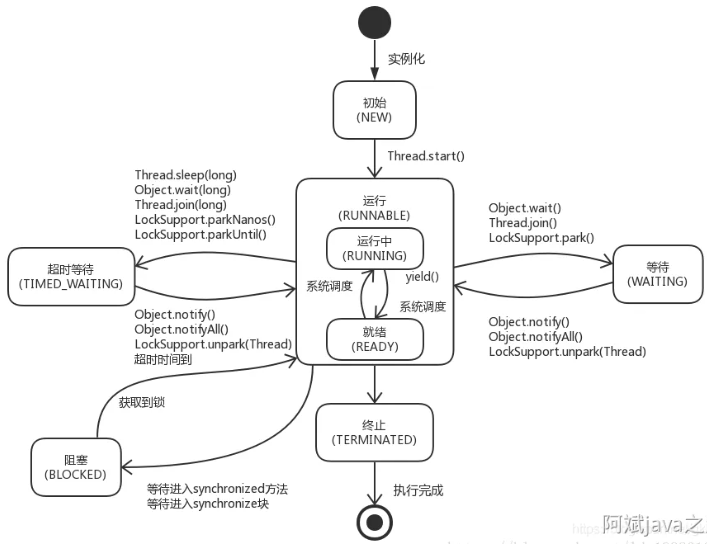 实例化
初始
(NEW)
Thread.start()
Thread.sleep(long)
Object.wait(long)
Thread.join(long)
LockSupport.parkNanos()
LockSupport.parkUntil()
运行
(RUNNABLE)
Object.wait()
Thread.join()
LockSupport.park()
运行中
(RUNNING)
超时等待
(TIMED_WAITING)
等待
(WAITING)
系统调度
yield()
系统调度
Object.notify()
Object.notifyAll()
LockSupport.unpark(Thread)
超时时间到
就绪
(READY)
Object.notify()
Object.notifyAll()
LockSupport.unpark(Thread)
获取到锁
终止
(TERMINATED)
阻塞
(BLOCKED)
等待进入synchronized方法
等待进入synchronize块
执行完成
阿斌java之